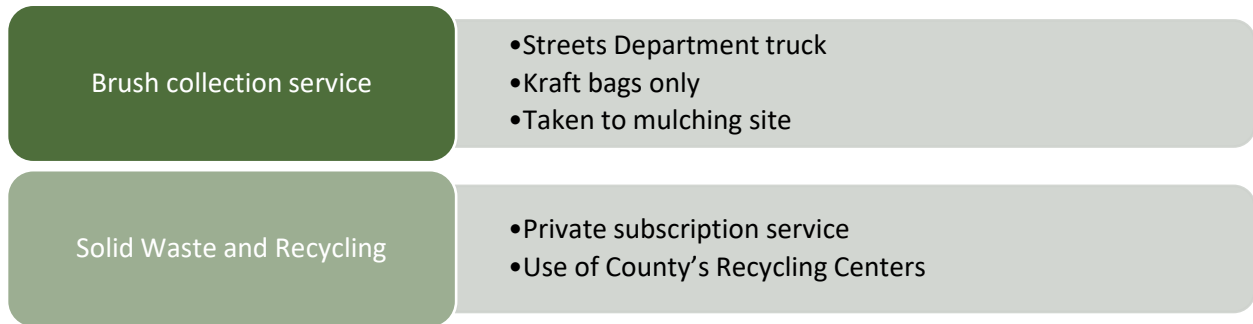 Brush collection service
•Streets Department truck
•Kraft bags only
•Taken to mulching site
Solid Waste and Recycling
•Private subscription service
•Use of County’s Recycling Centers